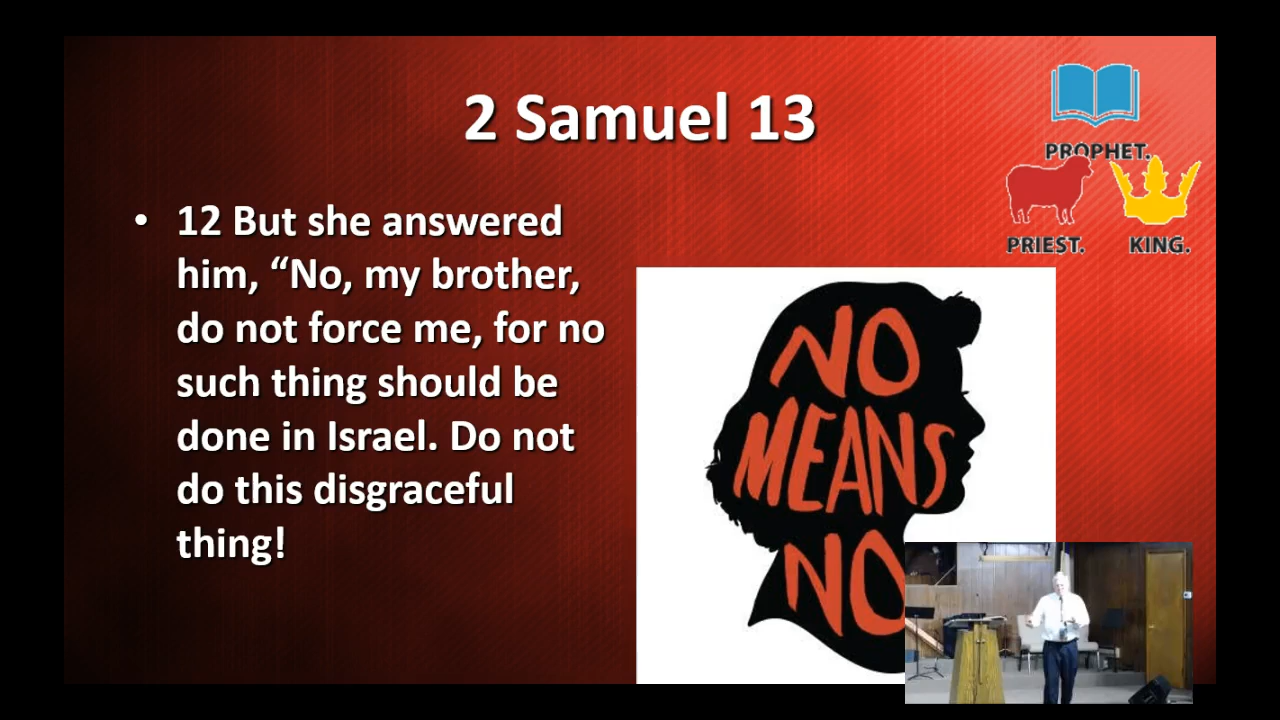 2 Samuel 13
PROPHET.
PRIEST. KING.
• 12 But she answered
him, “No, my brother,
do not force me, for no
such thing should be
done in Israel. Do not
do this disgraceful
thing!
NO
MEANS
NO